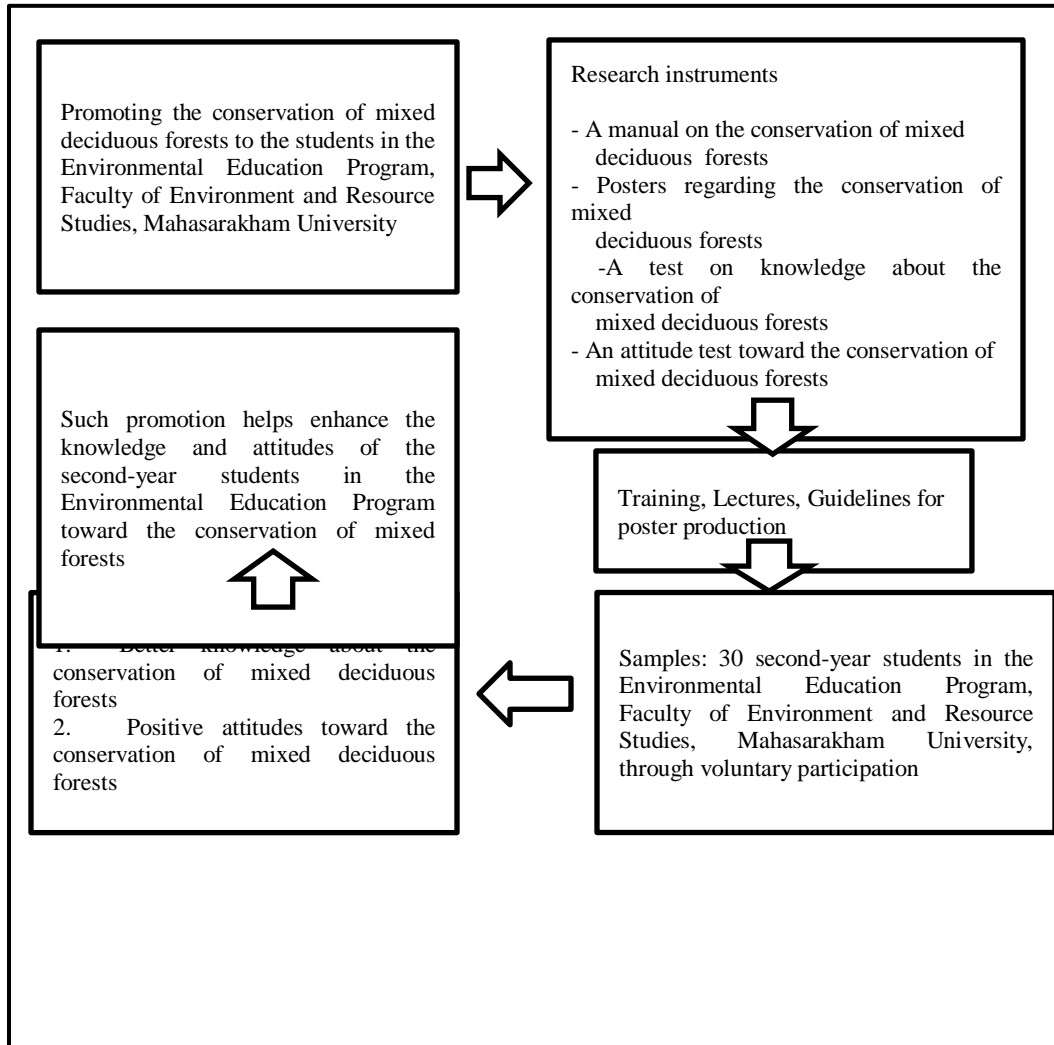 Promoting the conservation of mixed
deciduous forests to the students in the
Environmental Education Program,
Faculty of Environment and Resource
Studies, Mahasarakham University
Research instruments
- A manual on the conservation of mixed
deciduous forests
- Posters regarding the conservation of
mixed
deciduous forests
-A test on knowledge about the
conservation of
mixed deciduous forests
- An attitude test toward the conservation of
mixed deciduous forests
Training, Lectures, Guidelines for
poster production
Samples: 30 second-year students in the
Environmental Education Program,
Faculty of Environment and Resource
Studies, Mahasarakham University,
through voluntary participation
1. Better knowledge about the
conservation of mixed deciduous
forests
2. Positive attitudes toward the
conservation of mixed deciduous
forests
Such promotion helps enhance the
knowledge and attitudes of the
second-year students in the
Environmental Education Program
toward the conservation of mixed
forests